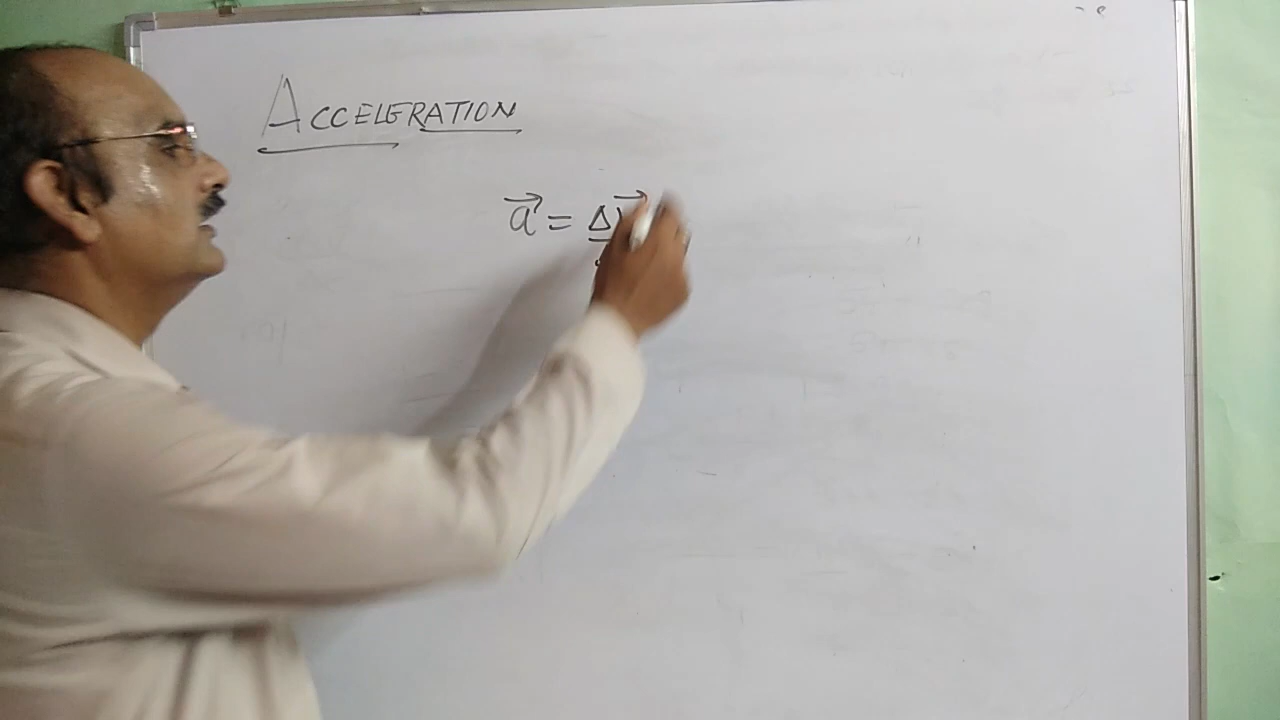 ACCELERATION
a⃗ = Δv⃗